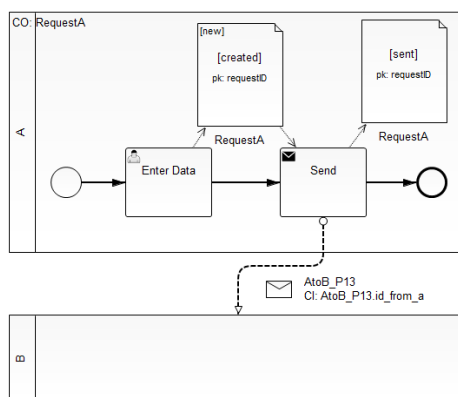 CO: RequestA
[new]
[created]
pk: requestID
[sent]
pk: requestID
RequestA
RequestA
A
Enter Data
Send
AtoB_P13
CI: AtoB_P13.id_from_a
B